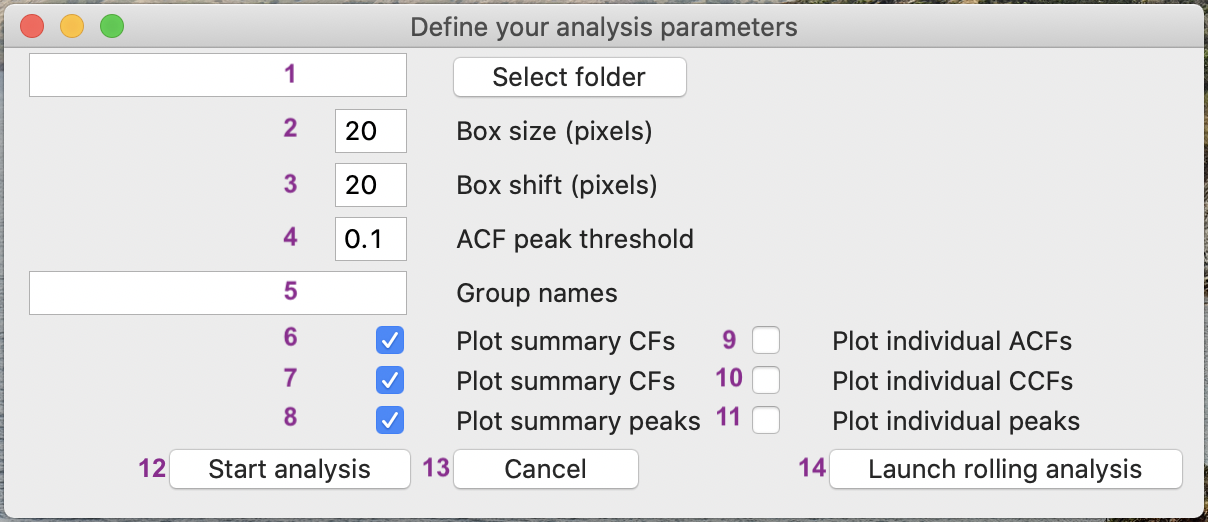 Define your analysis parameters
1 Select folder
2 20 Box size (pixels)
3 20 Box shift (pixels)
4 0.1 ACF peak threshold
5 Group names
6 Plot summary CFs 9 Plot individual ACFs
7 Plot summary CFs 10 Plot individual CCFs
8 Plot summary peaks 11 Plot individual peaks
12 Start analysis 13 Cancel 14 Launch rolling analysis